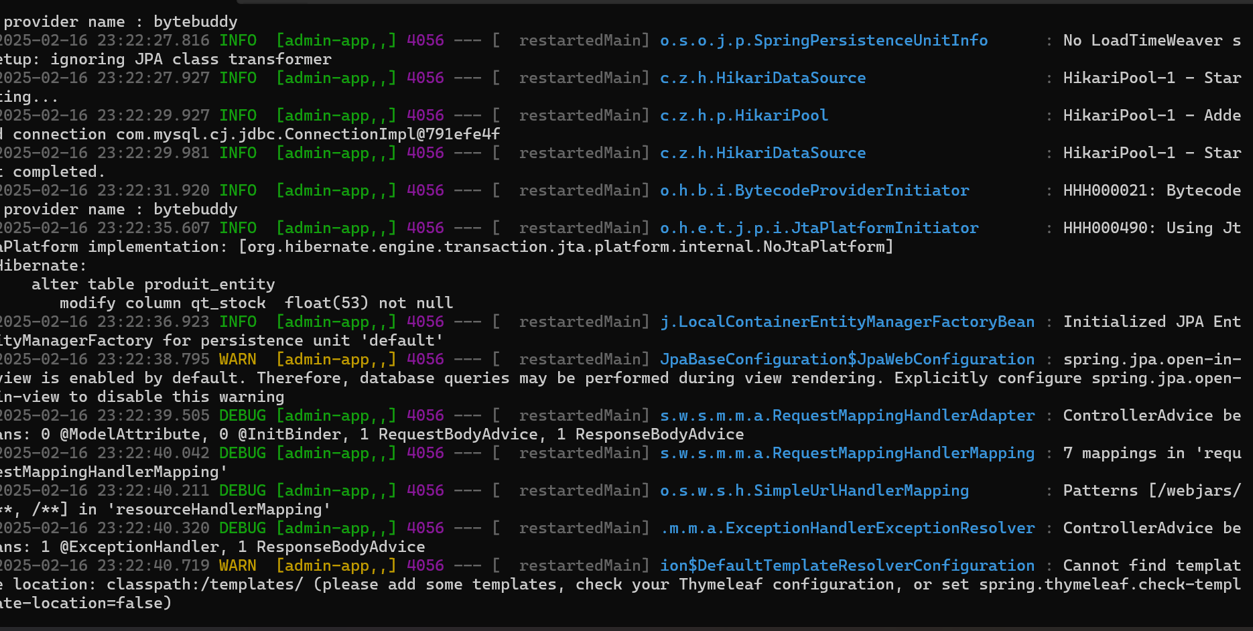 provider name : bytebuddy
2025-02-16 23:22:27.816 INFO  [admin-app,,] 4056 --- [  restartedMain] o.s.o.j.p.SpringPersistenceUnitInfo      : No LoadTimeWeaver s
etup: ignoring JPA class transformer
2025-02-16 23:22:27.927 INFO  [admin-app,,] 4056 --- [  restartedMain] c.z.h.HikariDataSource                   : HikariPool-1 - Star
ting...
2025-02-16 23:22:29.927 INFO  [admin-app,,] 4056 --- [  restartedMain] c.z.h.p.HikariPool                       : HikariPool-1 - Adde
d connection com.mysql.cj.jdbc.ConnectionImpl@791efe4f
2025-02-16 23:22:29.981 INFO  [admin-app,,] 4056 --- [  restartedMain] c.z.h.HikariDataSource                   : HikariPool-1 - Star
t completed.
2025-02-16 23:22:31.920 INFO  [admin-app,,] 4056 --- [  restartedMain] o.h.b.i.BytecodeProviderInitiator        : HHH000021: Bytecode
provider name : bytebuddy
2025-02-16 23:22:35.607 INFO  [admin-app,,] 4056 --- [  restartedMain] o.h.e.t.j.p.i.JtaPlatformInitiator       : HHH000490: Using Jt
aPlatform implementation: [org.hibernate.engine.transaction.jta.platform.internal.NoJtaPlatform]
Hibernate:
alter table produit_entity
modify column qt_stock  float(53) not null
2025-02-16 23:22:36.923 INFO  [admin-app,,] 4056 --- [  restartedMain] j.LocalContainerEntityManagerFactoryBean : Initialized JPA Ent
ityManagerFactory for persistence unit 'default'
2025-02-16 23:22:38.795 WARN  [admin-app,,] 4056 --- [  restartedMain] JpaBaseConfiguration$JpaWebConfiguration : spring.jpa.open-in-
view is enabled by default. Therefore, database queries may be performed during view rendering. Explicitly configure spring.jpa.open-
in-view to disable this warning
2025-02-16 23:22:39.505 DEBUG [admin-app,,] 4056 --- [  restartedMain] s.w.s.m.m.a.RequestMappingHandlerAdapter : ControllerAdvice be
ans: 0 @ModelAttribute, 0 @InitBinder, 1 RequestBodyAdvice, 1 ResponseBodyAdvice
2025-02-16 23:22:40.042 DEBUG [admin-app,,] 4056 --- [  restartedMain] s.w.s.m.m.a.RequestMappingHandlerMapping : 7 mappings in 'requ
estMappingHandlerMapping'
2025-02-16 23:22:40.211 DEBUG [admin-app,,] 4056 --- [  restartedMain] o.s.w.s.h.SimpleUrlHandlerMapping        : Patterns [/webjars/
**, /**] in 'resourceHandlerMapping'
2025-02-16 23:22:40.320 DEBUG [admin-app,,] 4056 --- [  restartedMain] .m.m.a.ExceptionHandlerExceptionResolver : ControllerAdvice be
ans: 1 @ExceptionHandler, 1 ResponseBodyAdvice
2025-02-16 23:22:40.719 WARN  [admin-app,,] 4056 --- [  restartedMain] ion$DefaultTemplateResolverConfiguration : Cannot find templat
e location: classpath:/templates/ (please add some templates, check your Thymeleaf configuration, or set spring.thymeleaf.check-templ
ate-location=false)